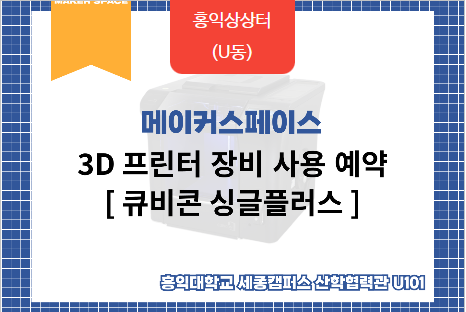 MAKER SPACE
홍익상상터
(U동)
메이커스페이스
3D 프린터 장비 사용 예약
[ 큐비콘 싱글플러스 ]
홍익대학교 세종캠퍼스 산학협력관 U101